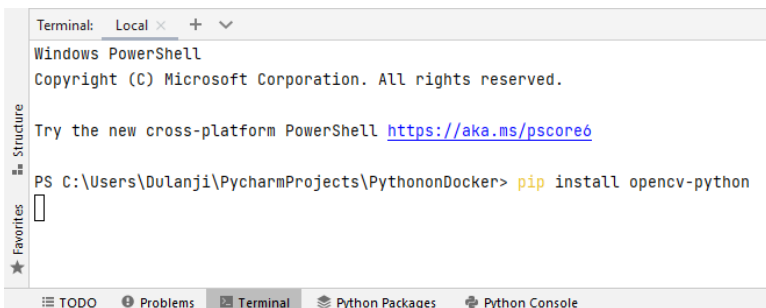 Terminal: Local × + 
Windows PowerShell
Copyright (C) Microsoft Corporation. All rights reserved.
Try the new cross-platform PowerShell https://aka.ms/pscore6
PS C:\Users\Dulanji\PycharmProjects\PythononDocker> pip install opencv-python
Structure
Favorites
TODO Problems Terminal Python Packages Python Console